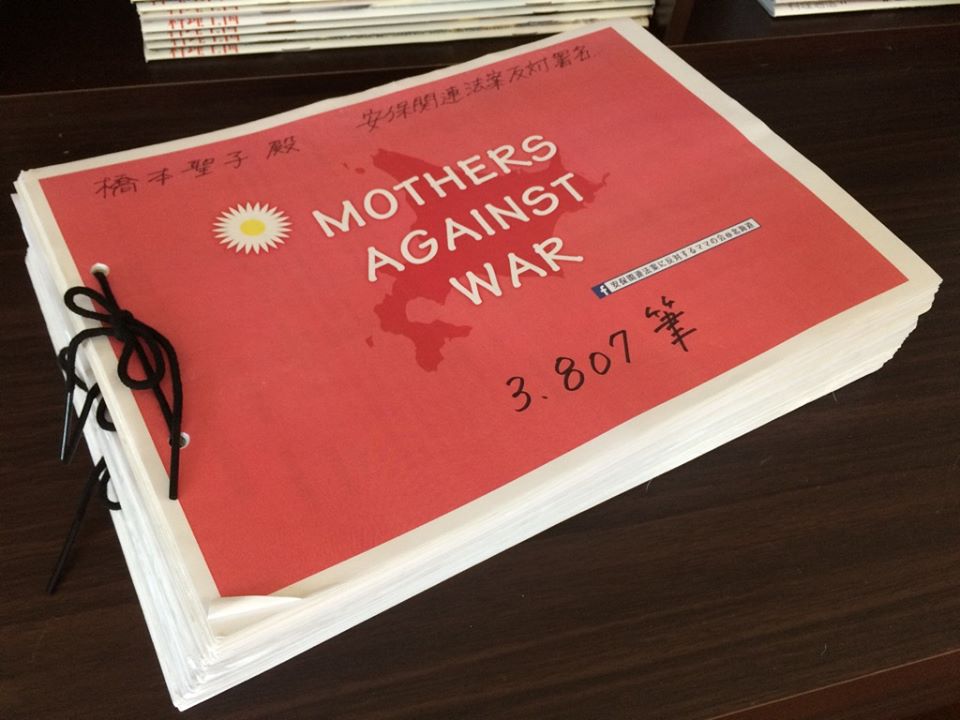 橋本聖子 殿
安保関連法案反対署名
MOTHERS
AGAINST
WAR
f 安保関連法案に反対するママの会@北海道
3.807筆